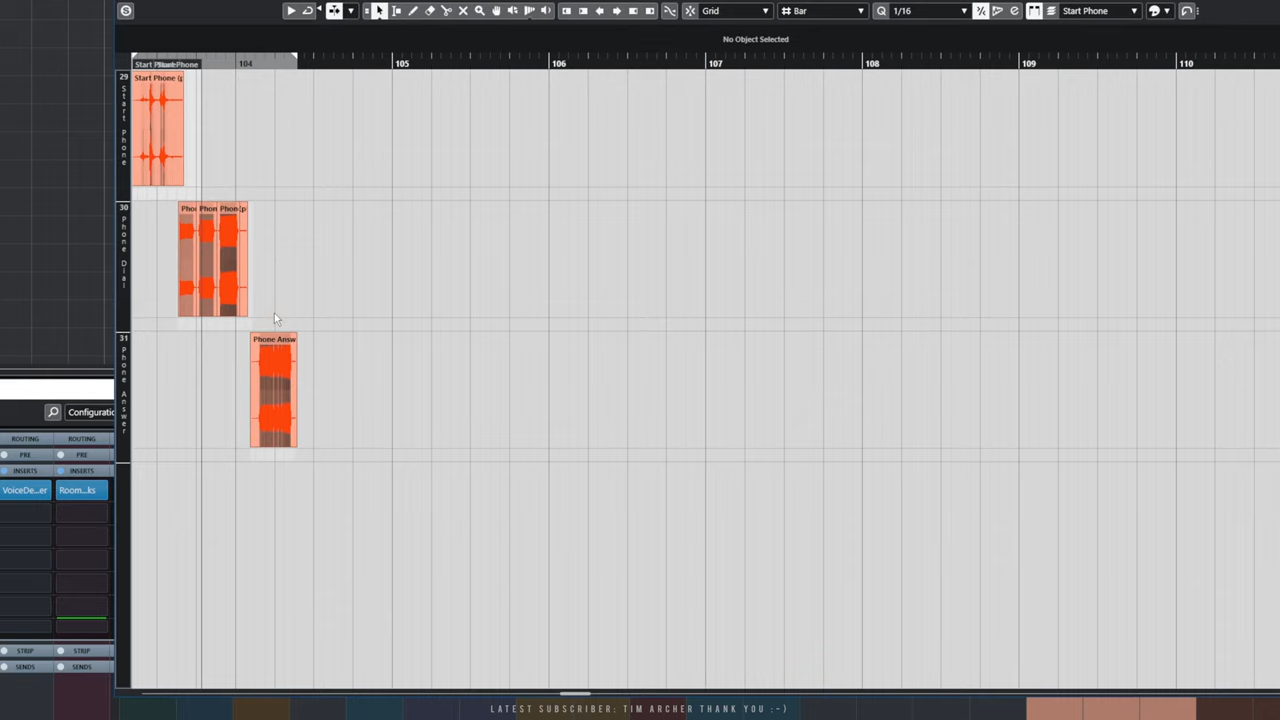 S Grid Bar Q 1/16 Start Phone
No Object Selected
104 105 106 107 108 109 110
29 Start Phone
30 Phone Dial
Phon
31 Phone Answer
Phone Answ
Configuratio
ROUTING ROUTING
PRE PRE
INSERTS INSERTS
VoiceDe...er Room...ks
STRIP STRIP
SENDS SENDS
LATEST SUBSCRIBER: TIM ARCHER THANK YOU :-)